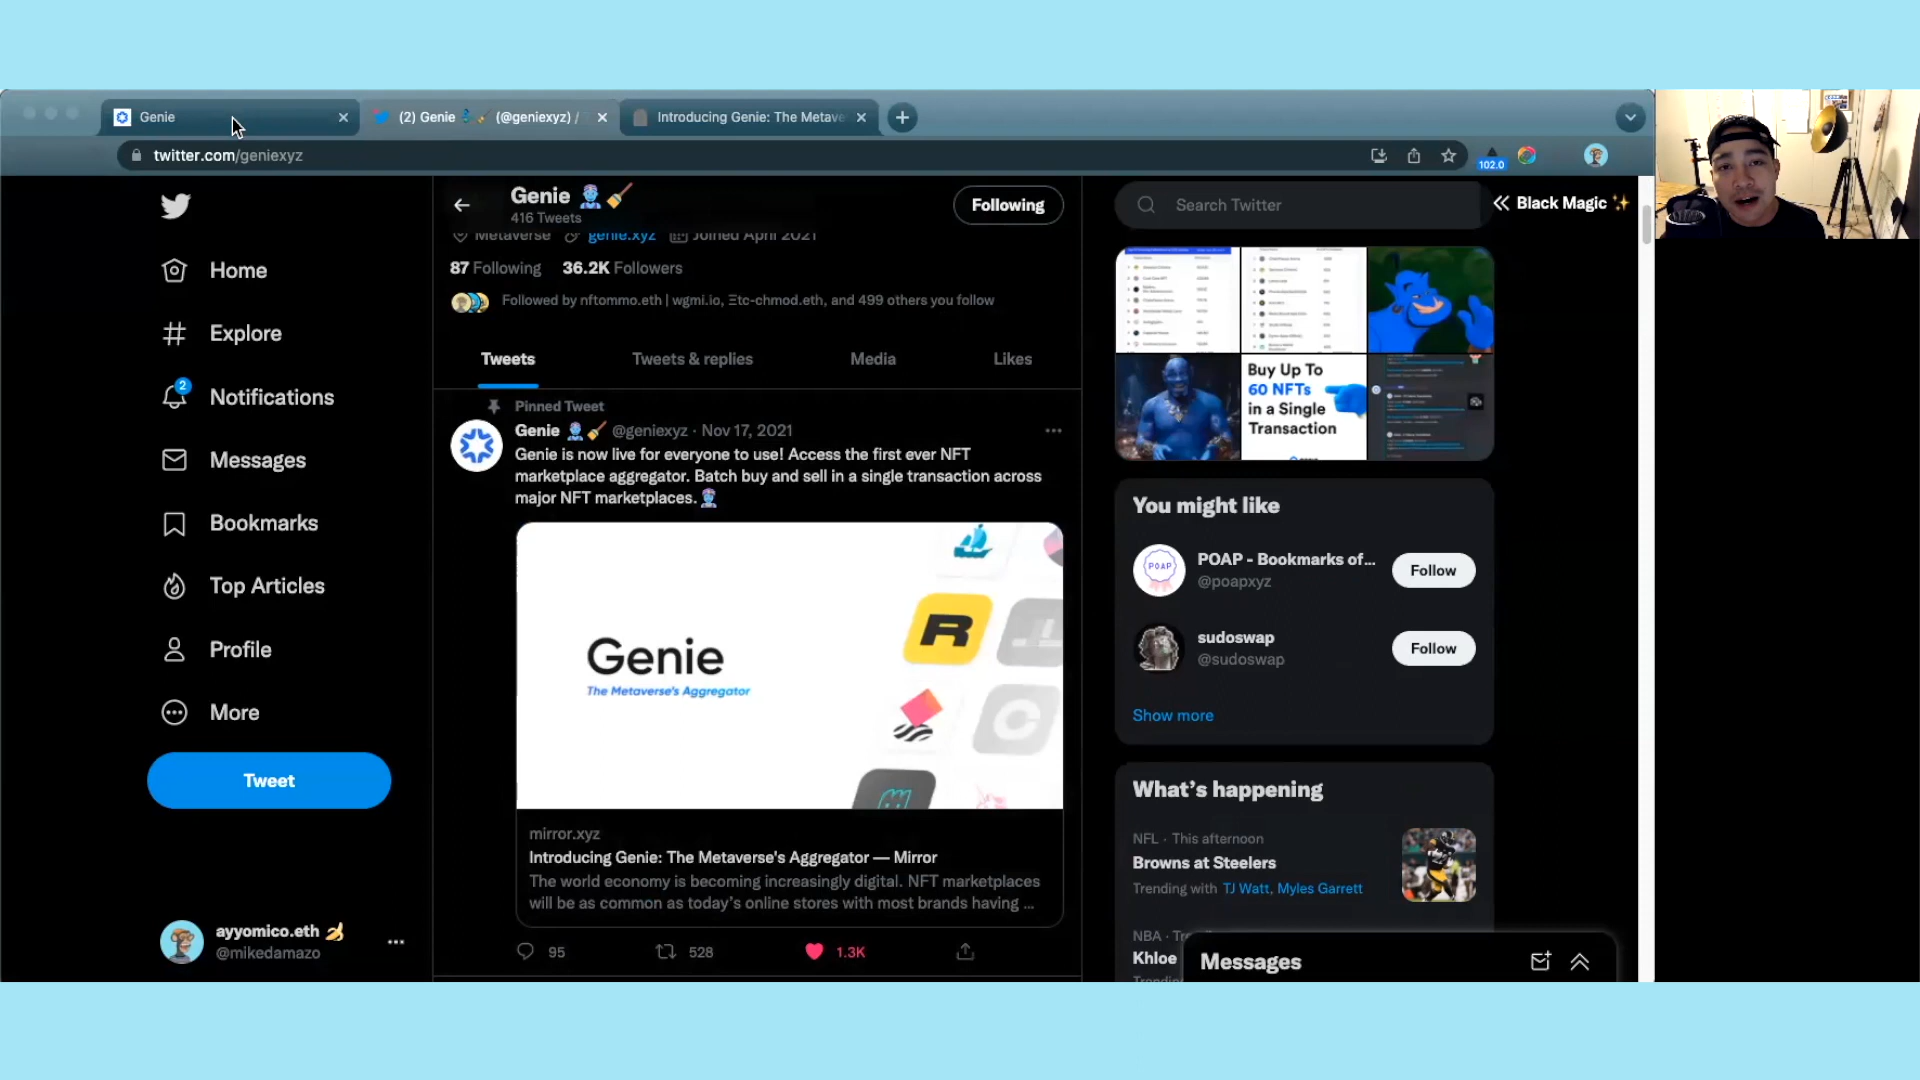 Genie
(2) Genie 🧞‍♂️🧹 (@geniexyz) /
Introducing Genie: The Metave
twitter.com/geniexyz
102.0
Home
Explore
2
Notifications
Messages
Bookmarks
Top Articles
Profile
More
Tweet
ayyomico.eth 🍌
@mikedamazo
Genie 🧞‍♂️🧹
416 Tweets
Following
Metaverse genie.xyz Joined April 2021
87 Following 36.2K Followers
Followed by nftommo.eth | wgmi.io, Ξtc-chmod.eth, and 499 others you follow
Tweets Tweets & replies Media Likes
Pinned Tweet
Genie 🧞‍♂️🧹 @geniexyz · Nov 17, 2021
Genie is now live for everyone to use! Access the first ever NFT
marketplace aggregator. Batch buy and sell in a single transaction across
major NFT marketplaces. 🧞‍♂️
Genie
The Metaverse's Aggregator
R
mirror.xyz
Introducing Genie: The Metaverse's Aggregator — Mirror
The world economy is becoming increasingly digital. NFT marketplaces
will be as common as today's online stores with most brands having ...
95 528 1.3K
Search Twitter
Black Magic ✨
Buy Up To
60 NFTs
in a Single
Transaction
You might like
POAP
POAP - Bookmarks of...
@poapxyz
Follow
sudoswap
@sudoswap
Follow
Show more
What's happening
NFL · This afternoon
Browns at Steelers
Trending with TJ Watt, Myles Garrett
NBA ·
Khloe
Messages